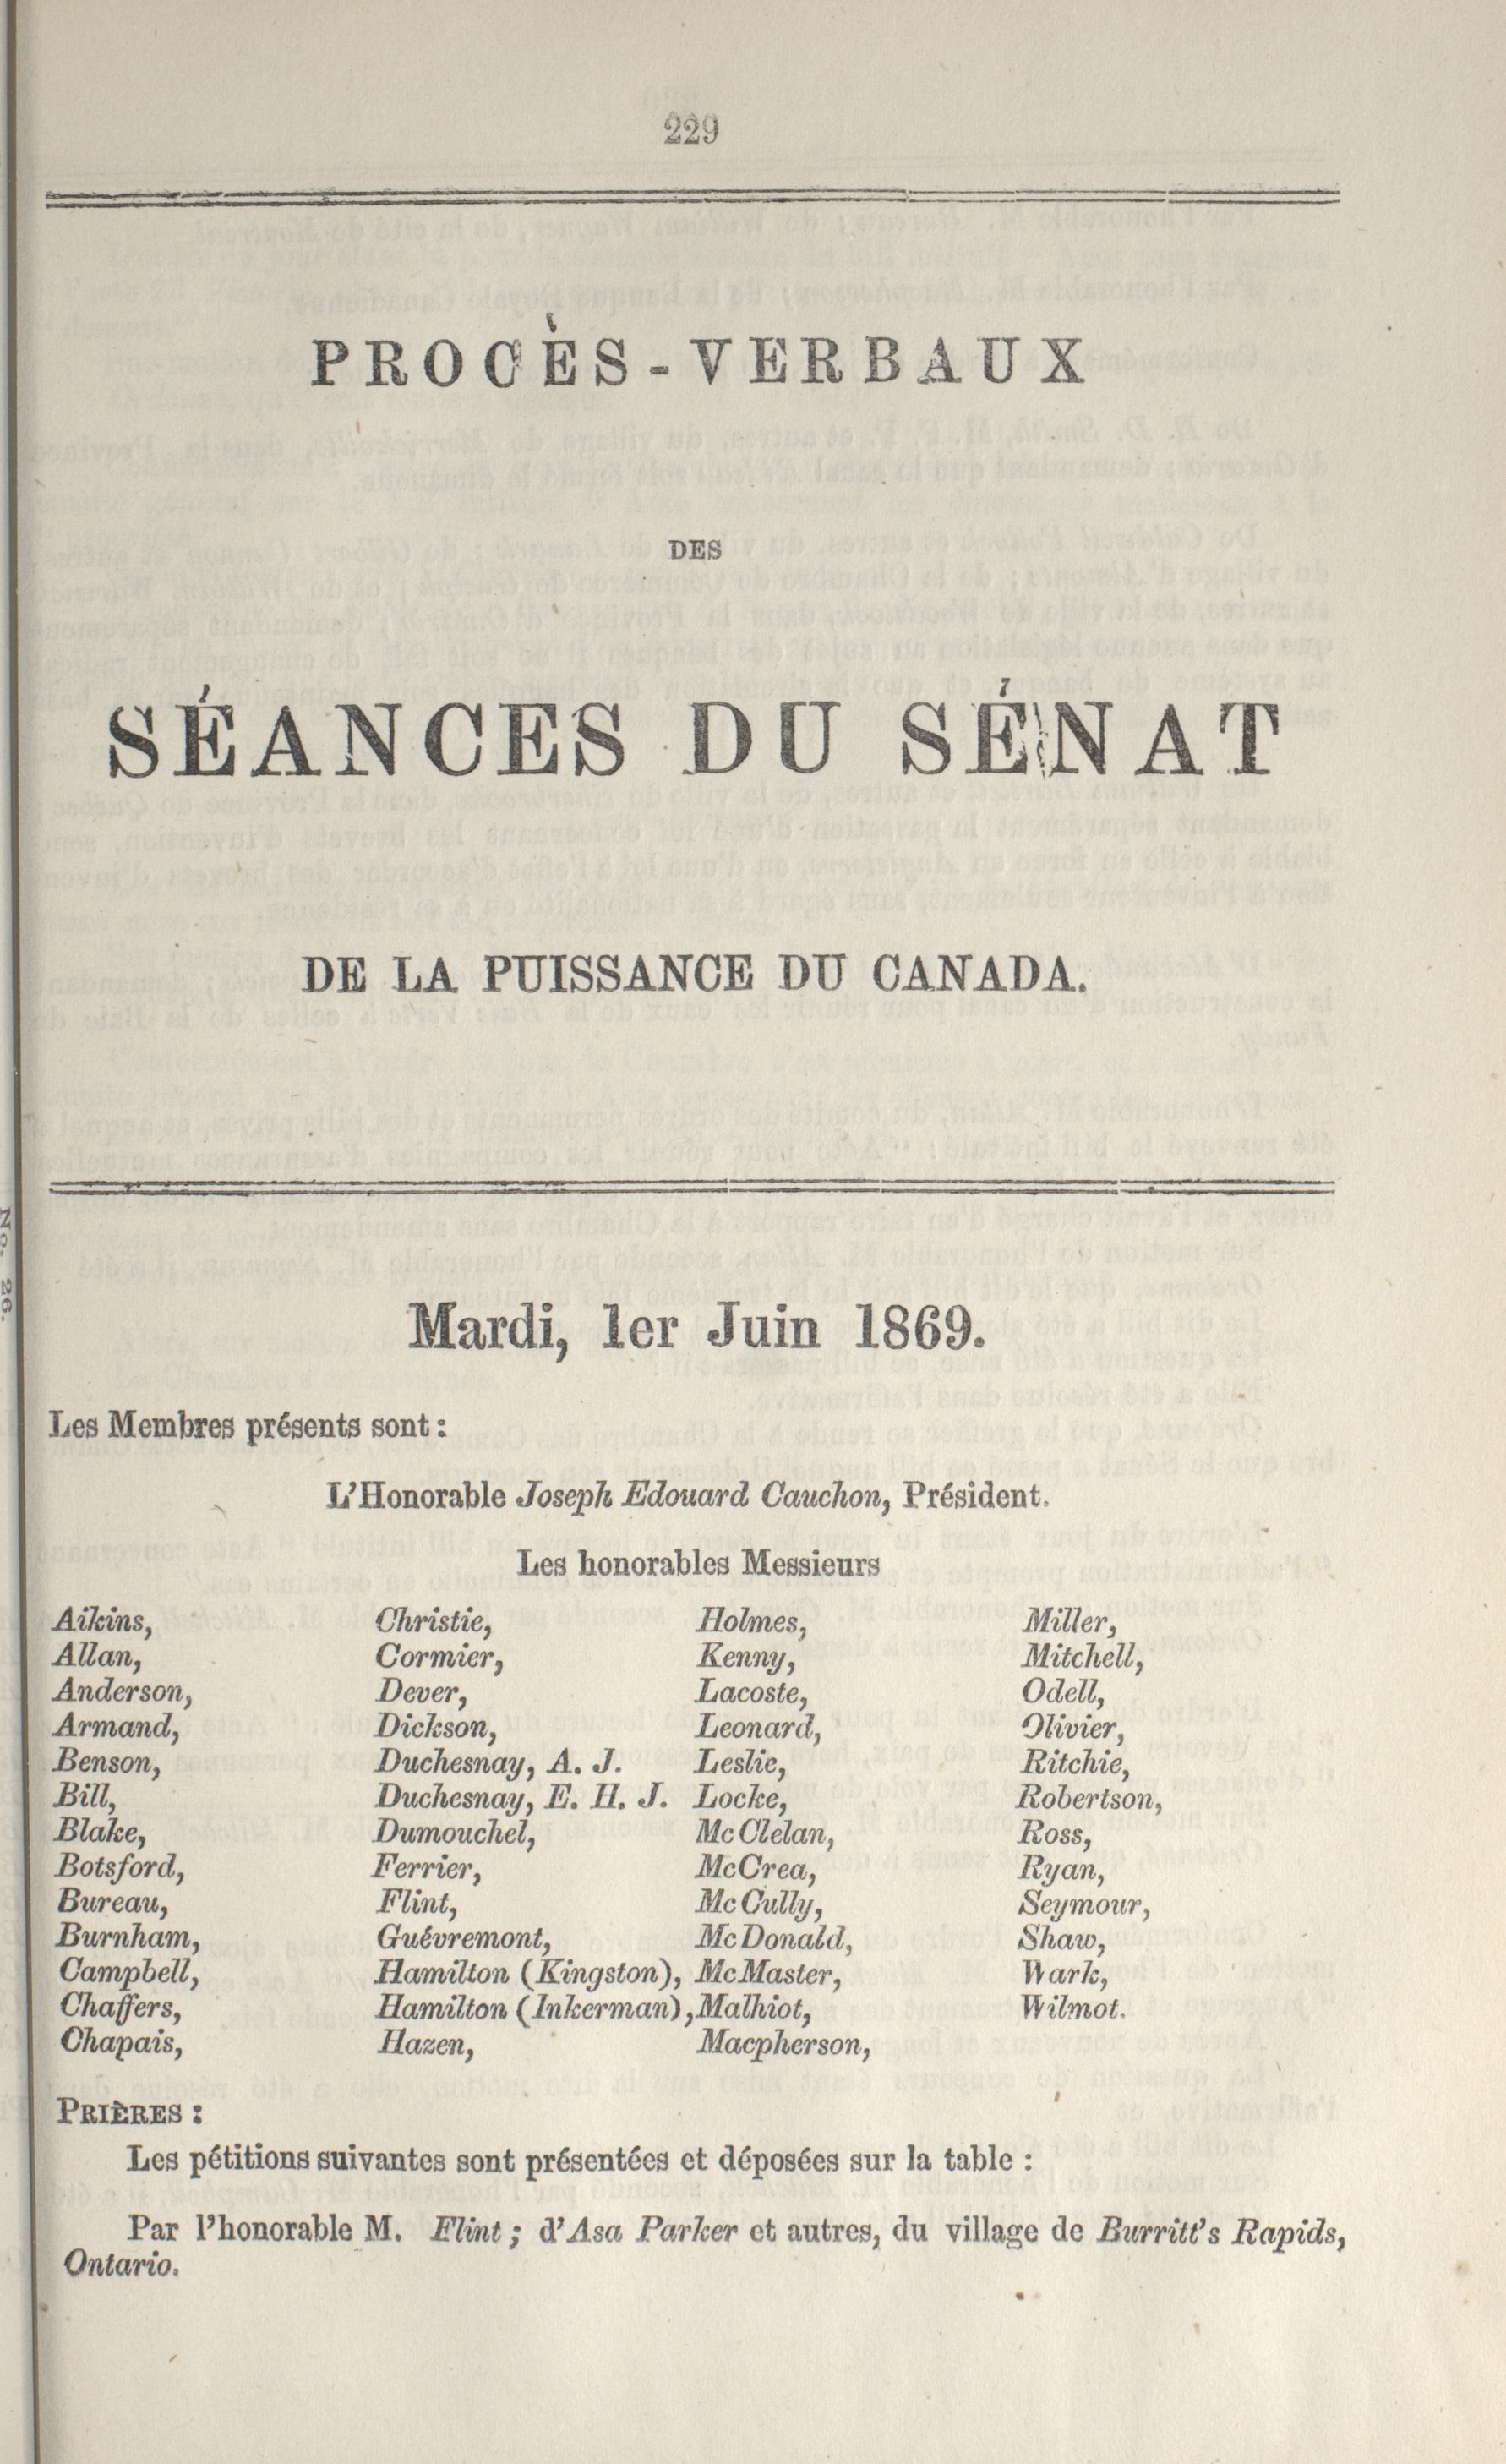 229
PROCÈS-VERBAUX
DES
SÉANCES DU SÉNAT
DE LA PUISSANCE DU CANADA.
No. 26.
Mardi, 1er Juin 1869.
Les Membres présents sont :
L'Honorable Joseph Edouard Cauchon, Président.
Les honorables Messieurs
Aikins, Christie, Holmes, Miller,
Allan, Cormier, Kenny, Mitchell,
Anderson, Dever, Lacoste, Odell,
Armand, Dickson, Leonard, Olivier,
Benson, Duchesnay, A. J. Leslie, Ritchie,
Bill, Duchesnay, E. H. J. Locke, Robertson,
Blake, Dumouchel, McClelan, Ross,
Botsford, Ferrier, McCrea, Ryan,
Bureau, Flint, McCully, Seymour,
Burnham, Guévremont, McDonald, Shaw,
Campbell, Hamilton (Kingston), McMaster, Wark,
Chaffers, Hamilton (Inkerman), Malhiot, Wilmot.
Chapais, Hazen, Macpherson,
PRIÈRES :
Les pétitions suivantes sont présentées et déposées sur la table :
Par l'honorable M. Flint ; d'Asa Parker et autres, du village de Burritt's Rapids,
Ontario.